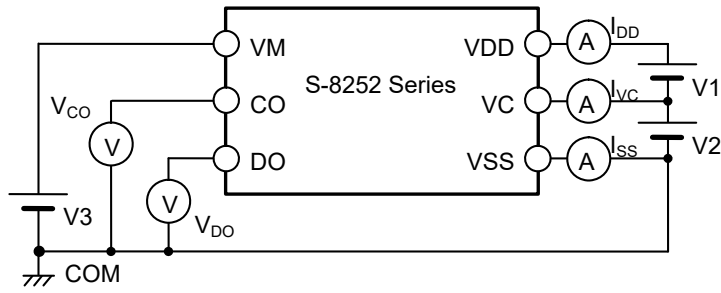 VM
CO
DO
S-8252 Series
VDD
VC
VSS
A
I_DD
A
I_VC
A
I_SS
V1
V2
V_CO
V
V
V_DO
V3
COM